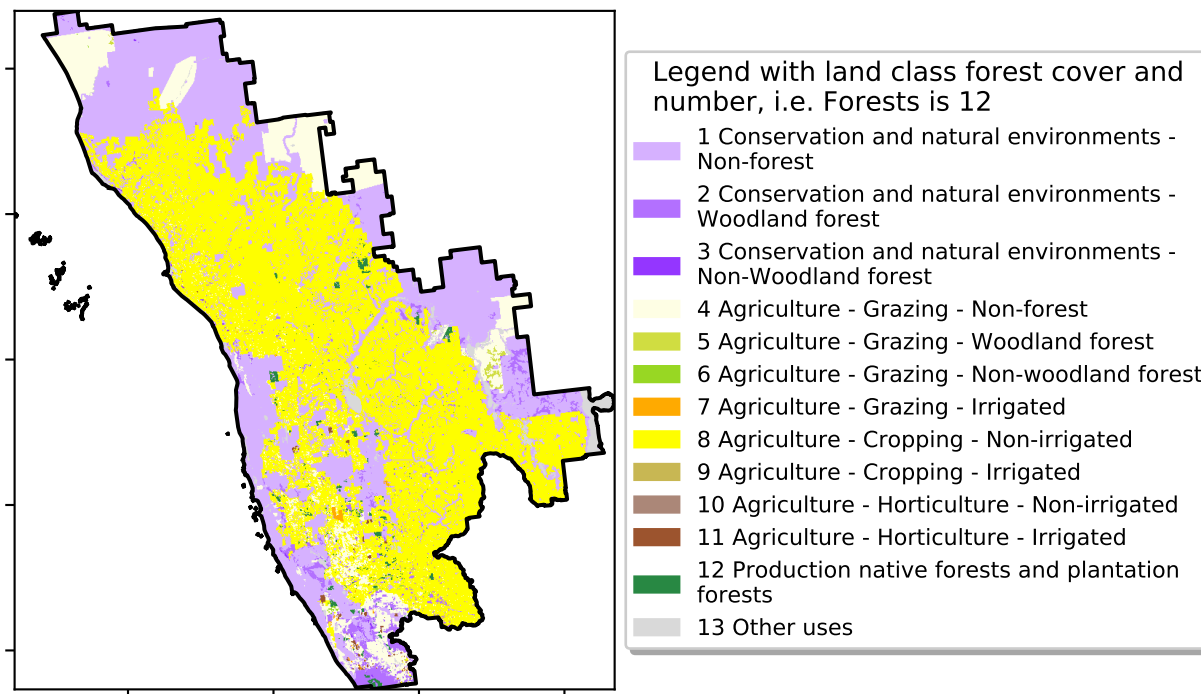 Legend with land class forest cover and
number, i.e. Forests is 12
1 Conservation and natural environments -
Non-forest
2 Conservation and natural environments -
Woodland forest
3 Conservation and natural environments -
Non-Woodland forest
4 Agriculture - Grazing - Non-forest
5 Agriculture - Grazing - Woodland forest
6 Agriculture - Grazing - Non-woodland forest
7 Agriculture - Grazing - Irrigated
8 Agriculture - Cropping - Non-irrigated
9 Agriculture - Cropping - Irrigated
10 Agriculture - Horticulture - Non-irrigated
11 Agriculture - Horticulture - Irrigated
12 Production native forests and plantation
forests
13 Other uses